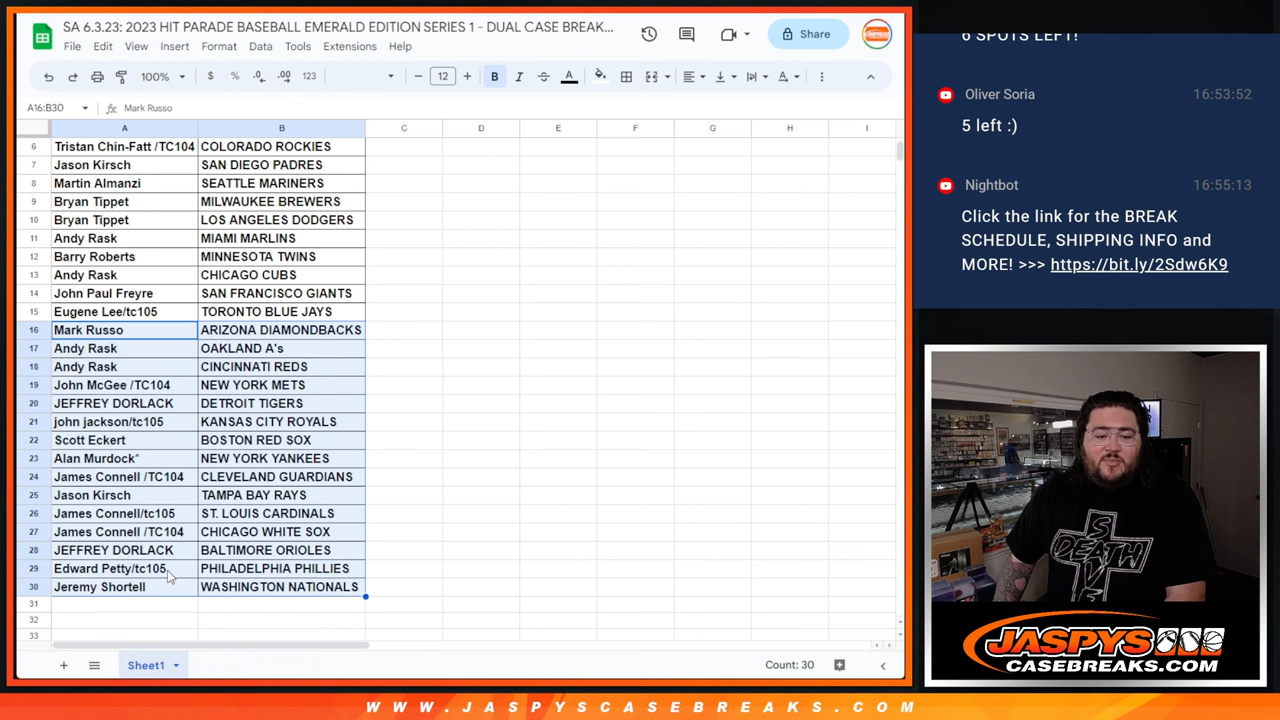 SA 6.3.23: 2023 HIT PARADE BASEBALL EMERALD EDITION SERIES 1 - DUAL CASE BREAK...
File Edit View Insert Format Data Tools Extensions Help
Share
100% $ % .0 .00 123 12 B I A
A16:B30 fx Mark Russo
A B C D E F G H I
6 Tristan Chin-Fatt /TC104 COLORADO ROCKIES
7 Jason Kirsch SAN DIEGO PADRES
8 Martin Almanzi SEATTLE MARINERS
9 Bryan Tippet MILWAUKEE BREWERS
10 Bryan Tippet LOS ANGELES DODGERS
11 Andy Rask MIAMI MARLINS
12 Barry Roberts MINNESOTA TWINS
13 Andy Rask CHICAGO CUBS
14 John Paul Freyre SAN FRANCISCO GIANTS
15 Eugene Lee/tc105 TORONTO BLUE JAYS
16 Mark Russo ARIZONA DIAMONDBACKS
17 Andy Rask OAKLAND A's
18 Andy Rask CINCINNATI REDS
19 John McGee /TC104 NEW YORK METS
20 JEFFREY DORLACK DETROIT TIGERS
21 john jackson/tc105 KANSAS CITY ROYALS
22 Scott Eckert BOSTON RED SOX
23 Alan Murdock* NEW YORK YANKEES
24 James Connell /TC104 CLEVELAND GUARDIANS
25 Jason Kirsch TAMPA BAY RAYS
26 James Connell/tc105 ST. LOUIS CARDINALS
27 James Connell /TC104 CHICAGO WHITE SOX
28 JEFFREY DORLACK BALTIMORE ORIOLES
29 Edward Petty/tc105 PHILADELPHIA PHILLIES
30 Jeremy Shortell WASHINGTON NATIONALS
31
32
33
Sheet1 Count: 30
6 SPOTS LEFT!
Oliver Soria 16:53:52
5 left :)
Nightbot 16:55:13
Click the link for the BREAK
SCHEDULE, SHIPPING INFO and
MORE! >>> https://bit.ly/2Sdw6K9
DEATH
SAVES
JASPYS
CASEBREAKS.COM
WWW.JASPYSCASEBREAKS.COM